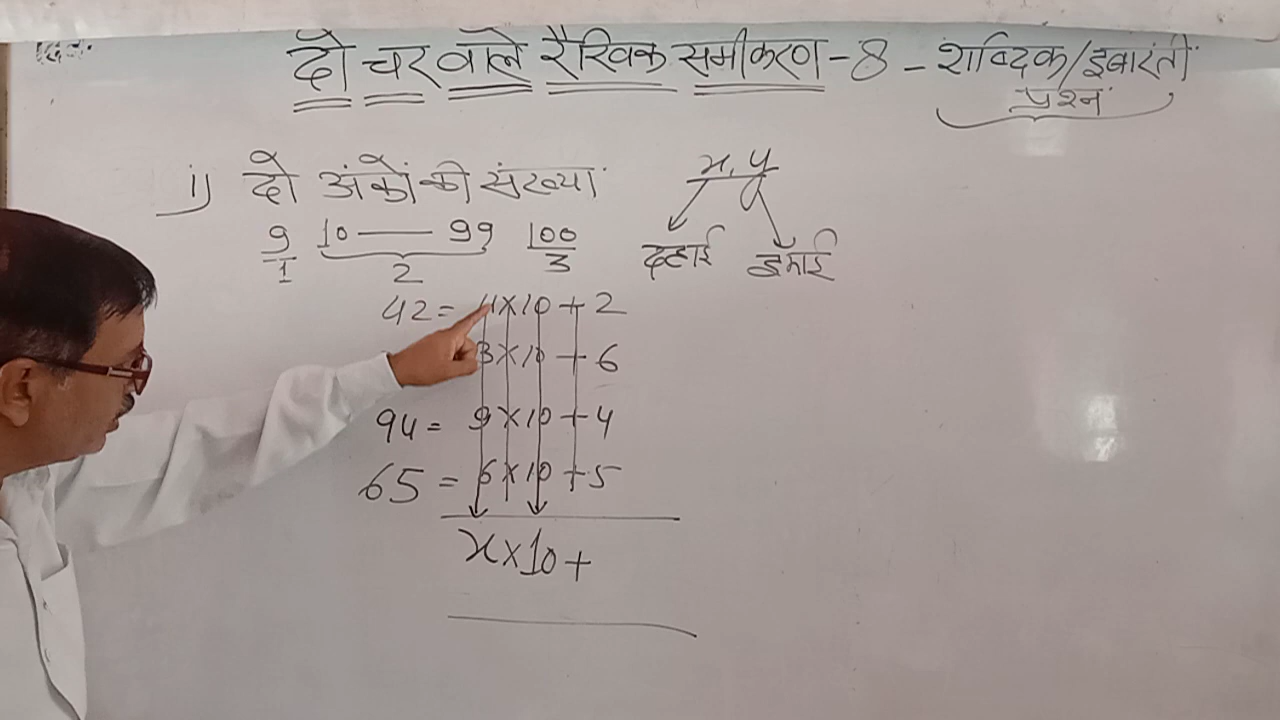 दो चर वाले रैखिक समीकरण - 8 - शाब्दिक/इबारती
प्रश्न
i) दो अंकों की संख्या x, y
9/1 10 — 99 100/3
2
दहाई इकाई
42 = 4×10+2
3×10+6
94 = 9×10+4
65 = 6×10+5
x×10+